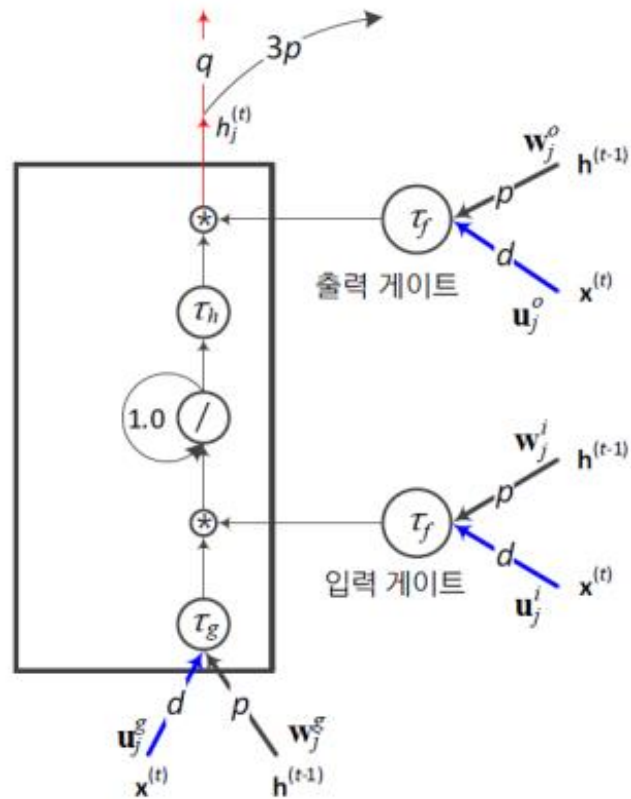 q
3p
h_j^{(t)}
w_j^o
h^{(t-1)}
*
τ_f
p
d
x^{(t)}
출력 게이트
u_j^o
τ_h
1.0
/
w_j^i
h^{(t-1)}
*
τ_f
p
d
x^{(t)}
입력 게이트
u_j^i
τ_g
u_j^g
d
p
w_j^g
x^{(t)}
h^{(t-1)}